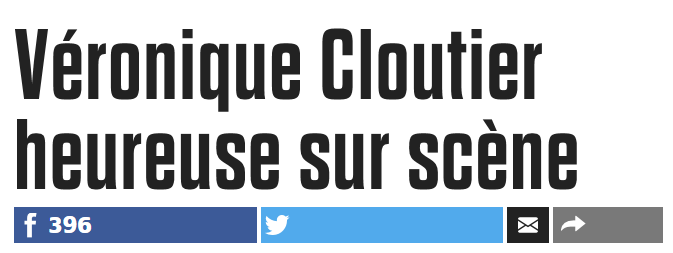 Véronique Cloutier
heureuse sur scène
396